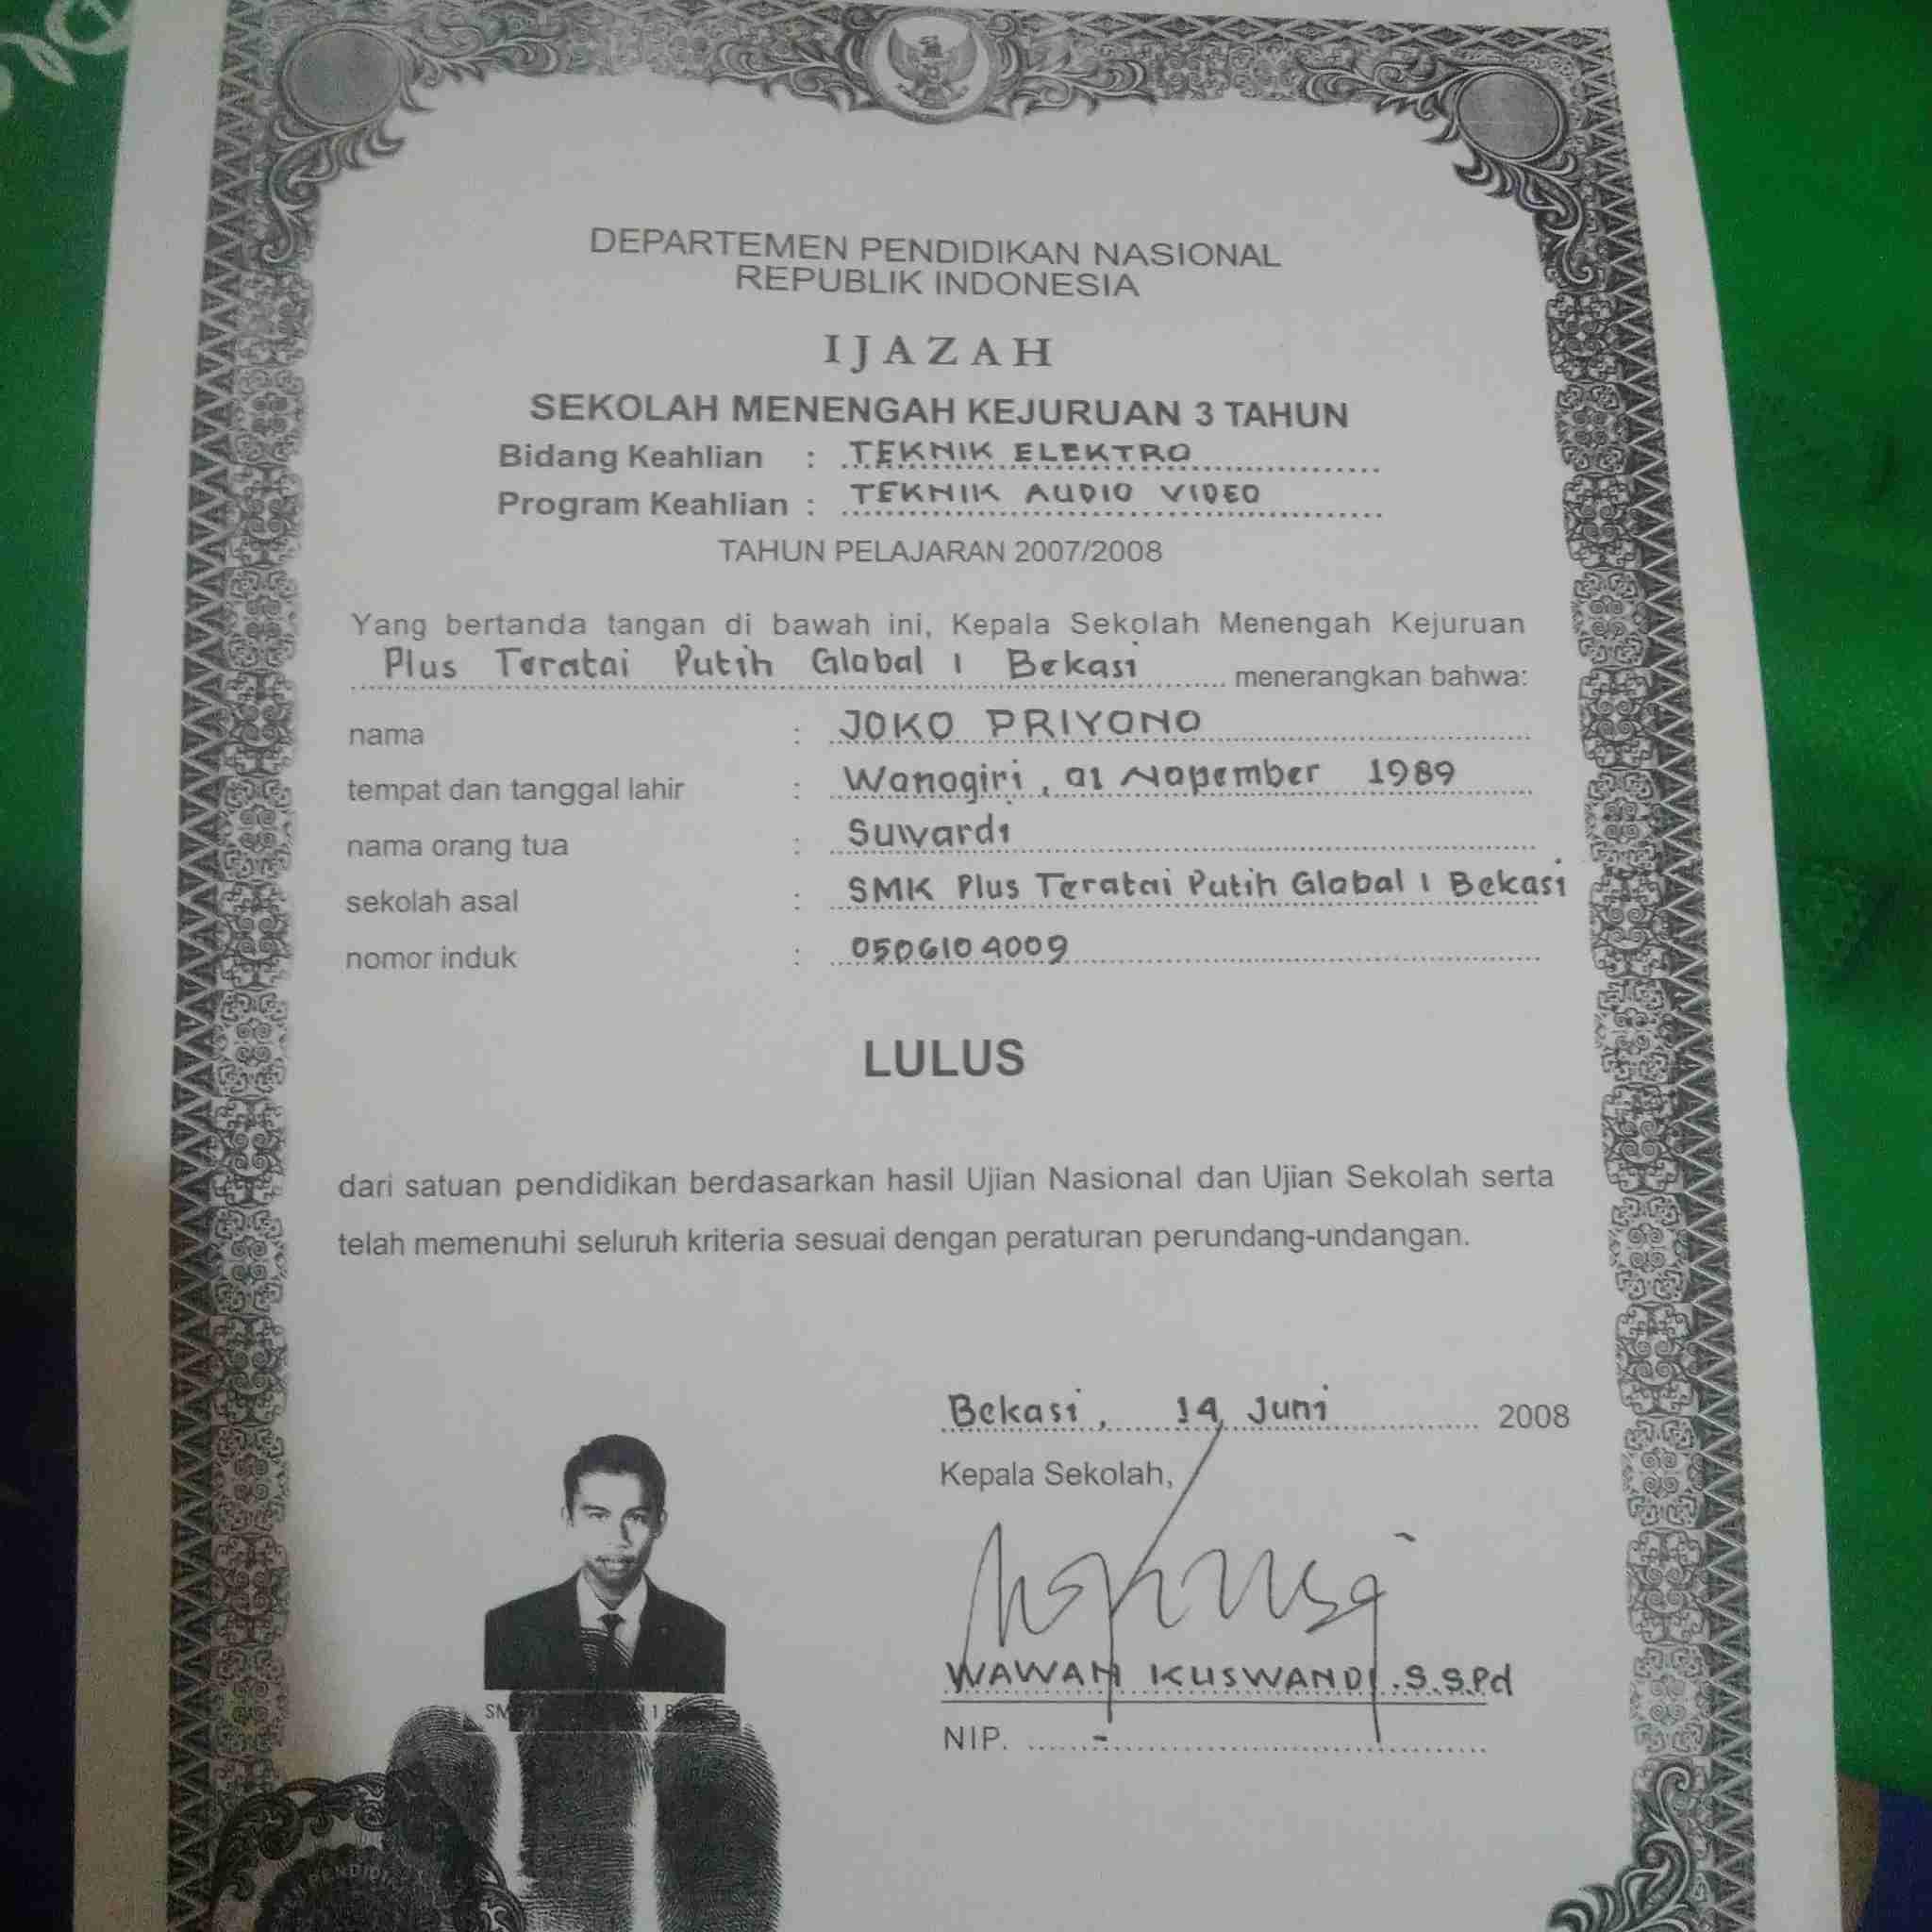 DEPARTEMEN PENDIDIKAN NASIONAL
REPUBLIK INDONESIA
IJAZAH
SEKOLAH MENENGAH KEJURUAN 3 TAHUN
Bidang Keahlian : TEKNIK ELEKTRO
Program Keahlian : TEKNIK AUDIO VIDEO
TAHUN PELAJARAN 2007/2008
Yang bertanda tangan di bawah ini, Kepala Sekolah Menengah Kejuruan
Plus Teratai Putih Global 1 Bekasi menerangkan bahwa:
nama : JOKO PRIYONO
tempat dan tanggal lahir : Wonogiri, 01 Nopember 1989
nama orang tua : Suwardi
sekolah asal : SMK Plus Teratai Putih Global 1 Bekasi
nomor induk : 0506104009
LULUS
dari satuan pendidikan berdasarkan hasil Ujian Nasional dan Ujian Sekolah serta
telah memenuhi seluruh kriteria sesuai dengan peraturan perundang-undangan.
Bekasi, 14 Juni 2008
Kepala Sekolah,
WAWAN KUSWANDI.S.SPd
NIP. -